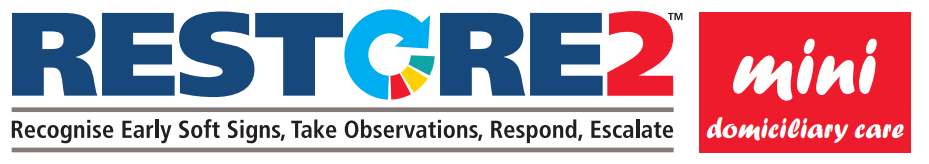 RESTORE2™
Recognise Early Soft Signs, Take Observations, Respond, Escalate
mini
domiciliary care